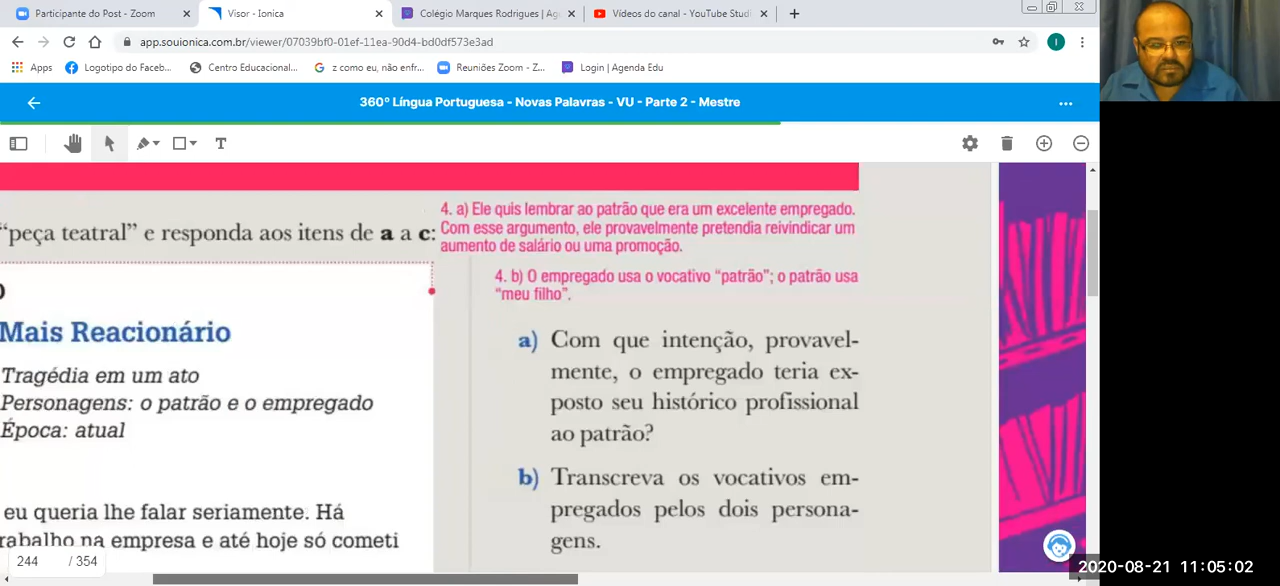 Participante do Post - Zoom
Visor - Ionica
Colégio Marques Rodrigues | Ag
Vídeos do canal - YouTube Stud
app.souionica.com.br/viewer/07039bf0-01ef-11ea-90d4-bd0df573e3ad
Apps
Logotipo do Faceb...
Centro Educacional...
z como eu, não enfr...
Reuniões Zoom - Z...
Login | Agenda Edu
360º Língua Portuguesa - Novas Palavras - VU - Parte 2 - Mestre
"peça teatral" e responda aos itens de a a c:
4. a) Ele quis lembrar ao patrão que era um excelente empregado.
Com esse argumento, ele provavelmente pretendia reivindicar um
aumento de salário ou uma promoção.
4. b) O empregado usa o vocativo "patrão"; o patrão usa
"meu filho".
Mais Reacionário
Tragédia em um ato
Personagens: o patrão e o empregado
Época: atual
eu queria lhe falar seriamente. Há
rabalho na empresa e até hoje só cometi
a) Com que intenção, provavel-
mente, o empregado teria ex-
posto seu histórico profissional
ao patrão?
b) Transcreva os vocativos em-
pregados pelos dois persona-
gens.
244 / 354
2020-08-21 11:05:02